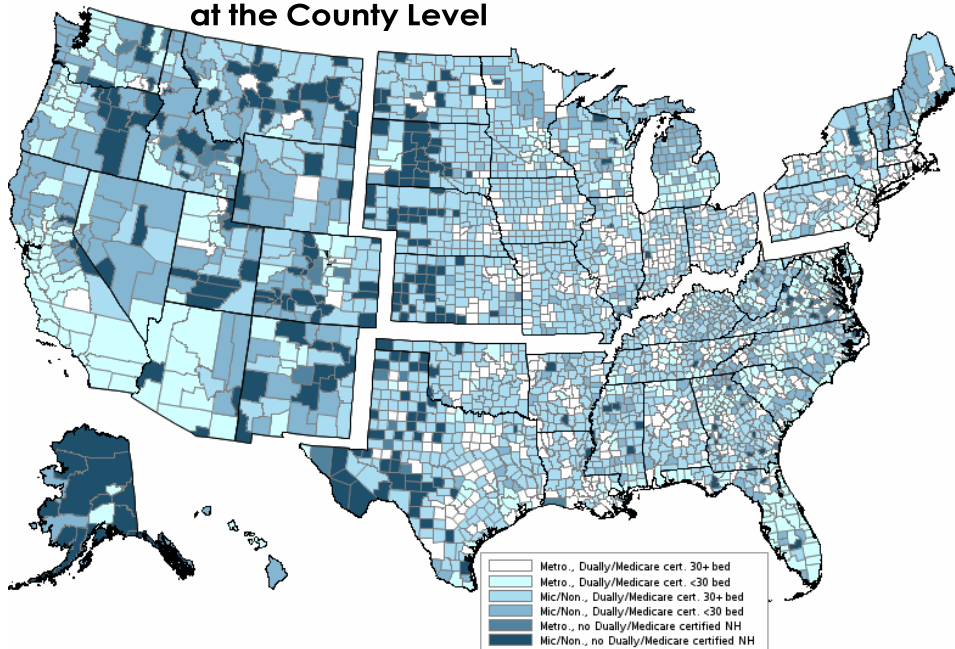 at the County Level
Metro., Dually/Medicare cert. 30+ bed
Metro., Dually/Medicare cert. <30 bed
Mic/Non., Dually/Medicare cert. 30+ bed
Mic/Non., Dually/Medicare cert. <30 bed
Metro., no Dually/Medicare certified NH
Mic/Non., no Dually/Medicare certified NH